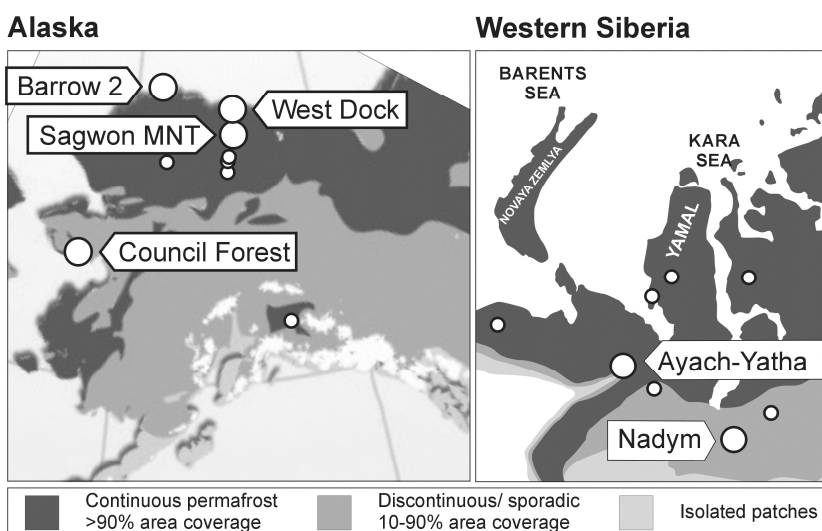 Alaska
Barrow 2
West Dock
Sagwon MNT
Council Forest
Western Siberia
BARENTS
SEA
KARA
SEA
NOVAYA ZEMLYA
YAMAL
Ayach-Yatha
Nadym
Continuous permafrost
>90% area coverage
Discontinuous/ sporadic
10-90% area coverage
Isolated patches